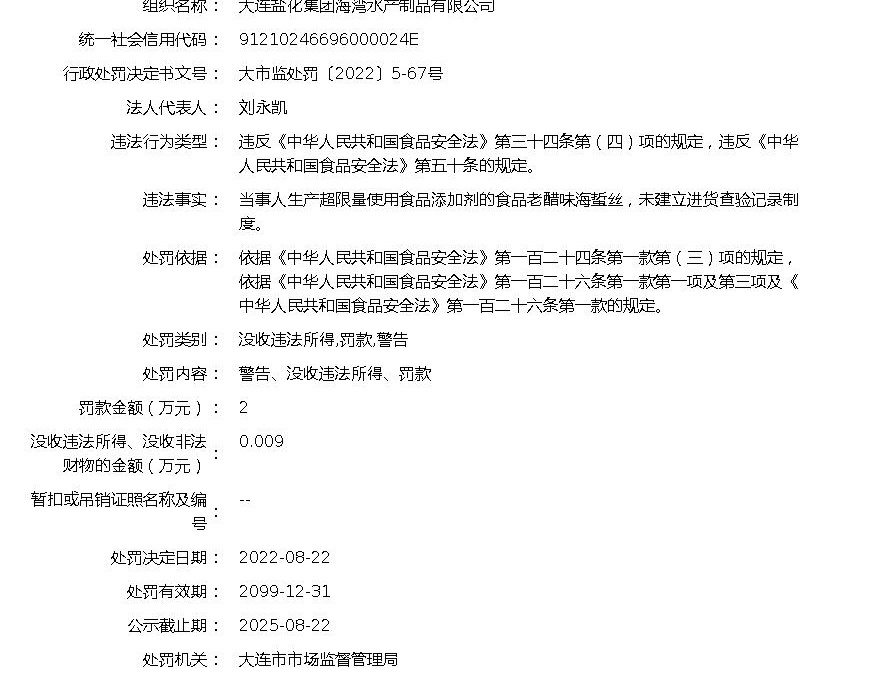 组织名称： 大连盐化集团海湾水产制品有限公司
统一社会信用代码： 91210246696000024E
行政处罚决定书文号： 大市监处罚〔2022〕5-67号
法人代表人： 刘永凯
违法行为类型： 违反《中华人民共和国食品安全法》第三十四条第（四）项的规定，违反《中华
人民共和国食品安全法》第五十条的规定。
违法事实： 当事人生产超限量使用食品添加剂的食品老醋味海蜇丝，未建立进货查验记录制
度。
处罚依据： 依据《中华人民共和国食品安全法》第一百二十四条第一款第（三）项的规定，
依据《中华人民共和国食品安全法》第一百二十六条第一款第一项及第三项及《
中华人民共和国食品安全法》第一百二十六条第一款的规定。
处罚类别： 没收违法所得,罚款,警告
处罚内容： 警告、没收违法所得、罚款
罚款金额（万元）： 2
没收违法所得、没收非法
财物的金额（万元）： 0.009
暂扣或吊销证照名称及编
号： --
处罚决定日期： 2022-08-22
处罚有效期： 2099-12-31
公示截止期： 2025-08-22
处罚机关： 大连市市场监督管理局